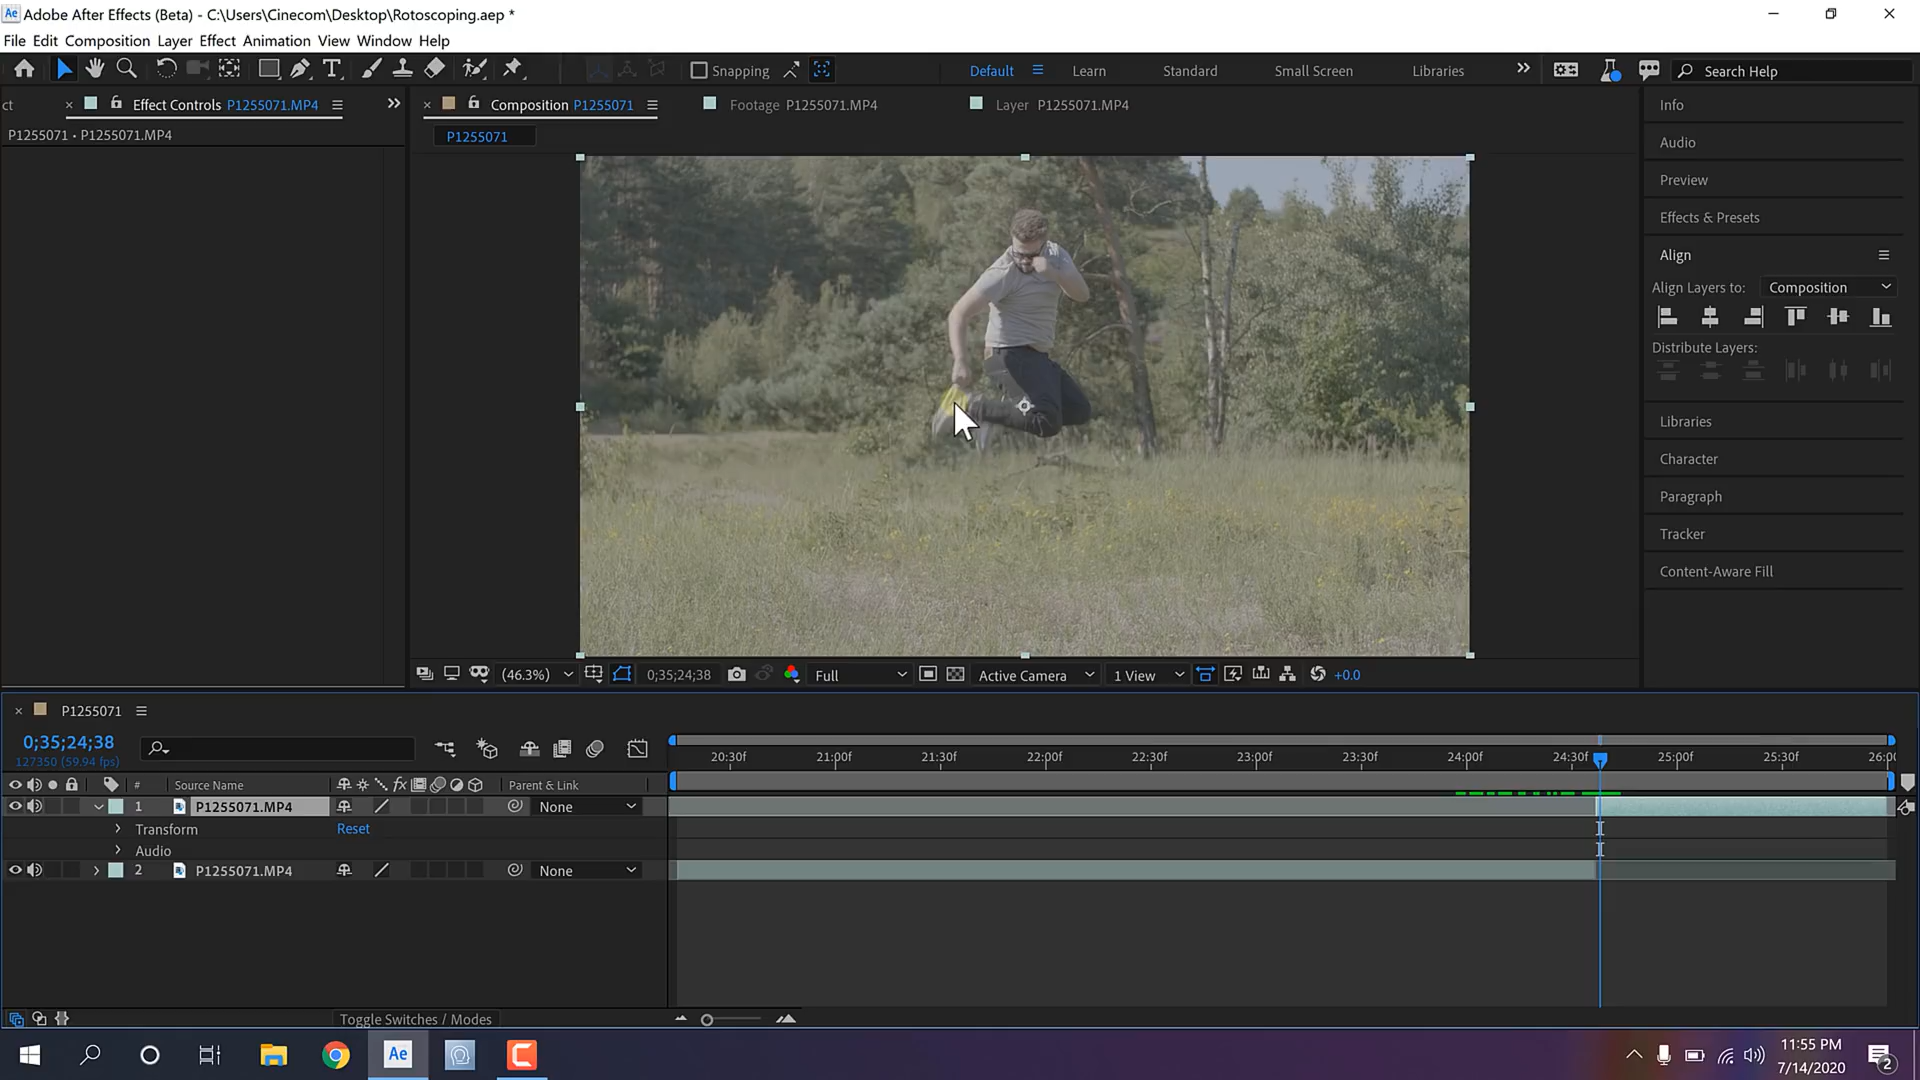 Adobe After Effects (Beta) - C:\Users\Cinecom\Desktop\Rotoscoping.aep *
File Edit Composition Layer Effect Animation View Window Help
Snapping
Default
Learn
Standard
Small Screen
Libraries
Search Help
ct
Effect Controls P1255071.MP4
Composition P1255071
Footage P1255071.MP4
Layer P1255071.MP4
P1255071 • P1255071.MP4
P1255071
Info
Audio
Preview
Effects & Presets
Align
Align Layers to: Composition
Distribute Layers:
Libraries
Character
Paragraph
Tracker
Content-Aware Fill
(46.3%)
0;35;24;38
Full
Active Camera
1 View
+0.0
P1255071
0;35;24;38
127350 (59.94 fps)
20:30f 21:00f 21:30f 22:00f 22:30f 23:00f 23:30f 24:00f 24:30f 25:00f 25:30f 26:00
# Source Name
Parent & Link
1 P1255071.MP4 None
Transform Reset
Audio
2 P1255071.MP4 None
Toggle Switches / Modes
Ae
11:55 PM
7/14/2020
2